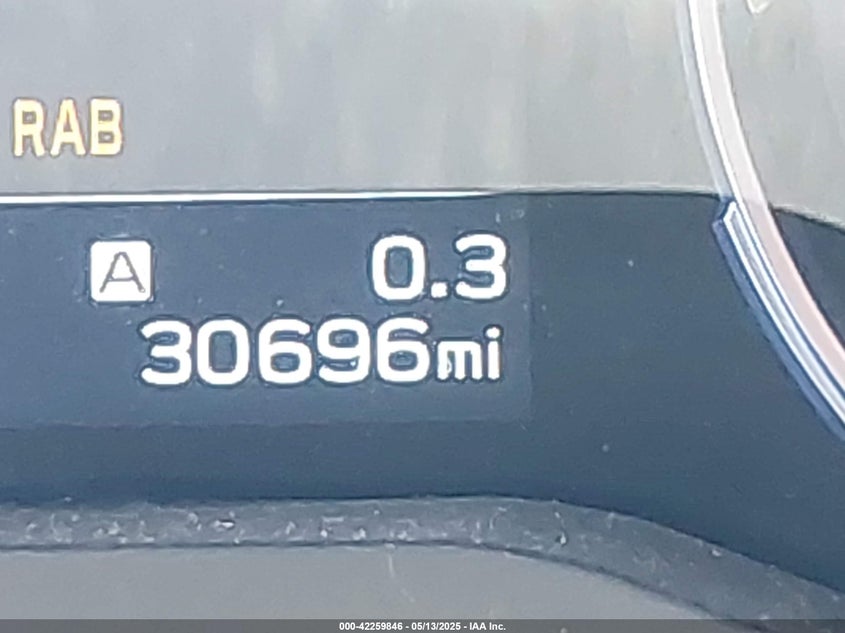 RAB
A 0.3
30696mi
000-42259846 - 05/13/2025 - IAA Inc.